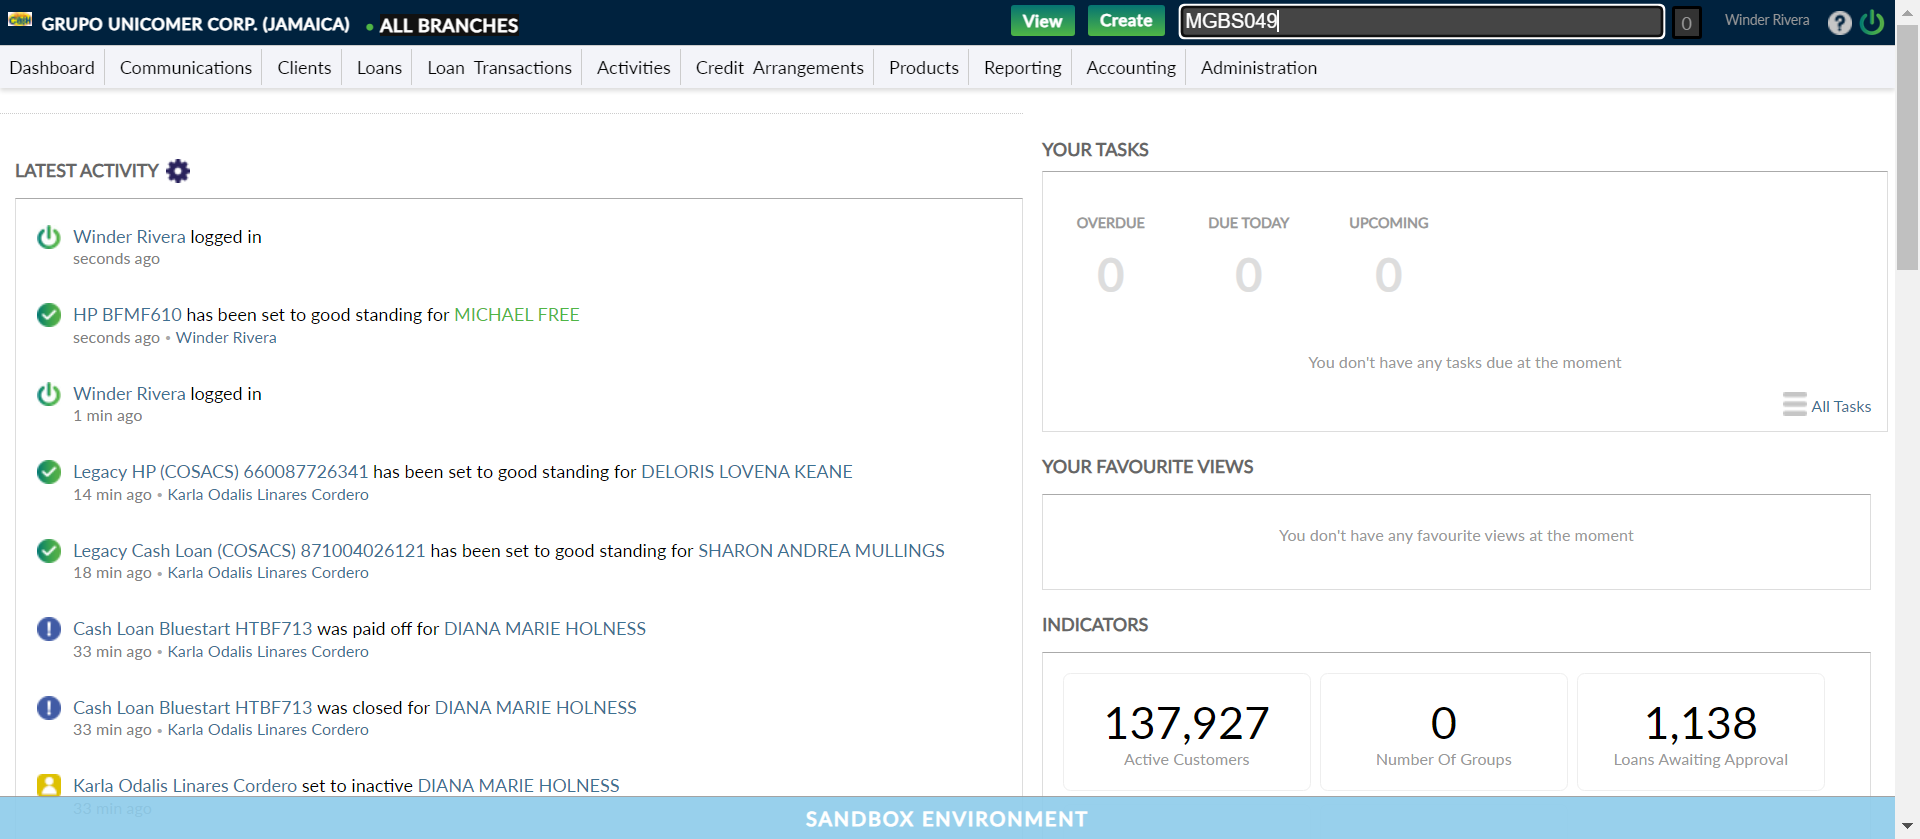 GRUPO UNICOMER CORP. (JAMAICA) • ALL BRANCHES
View Create MGBS049 0 Winder Rivera ?
Dashboard Communications Clients Loans Loan Transactions Activities Credit Arrangements Products Reporting Accounting Administration
LATEST ACTIVITY
Winder Rivera logged in
seconds ago
HP BFMF610 has been set to good standing for MICHAEL FREE
seconds ago • Winder Rivera
Winder Rivera logged in
1 min ago
Legacy HP (COSACS) 660087726341 has been set to good standing for DELORIS LOVENA KEANE
14 min ago • Karla Odalis Linares Cordero
Legacy Cash Loan (COSACS) 871004026121 has been set to good standing for SHARON ANDREA MULLINGS
18 min ago • Karla Odalis Linares Cordero
Cash Loan Bluestart HTBF713 was paid off for DIANA MARIE HOLNESS
33 min ago • Karla Odalis Linares Cordero
Cash Loan Bluestart HTBF713 was closed for DIANA MARIE HOLNESS
33 min ago • Karla Odalis Linares Cordero
Karla Odalis Linares Cordero set to inactive DIANA MARIE HOLNESS
33 min ago
YOUR TASKS
OVERDUE DUE TODAY UPCOMING
0 0 0
You don't have any tasks due at the moment
All Tasks
YOUR FAVOURITE VIEWS
You don't have any favourite views at the moment
INDICATORS
137,927 0 1,138
Active Customers Number Of Groups Loans Awaiting Approval
SANDBOX ENVIRONMENT